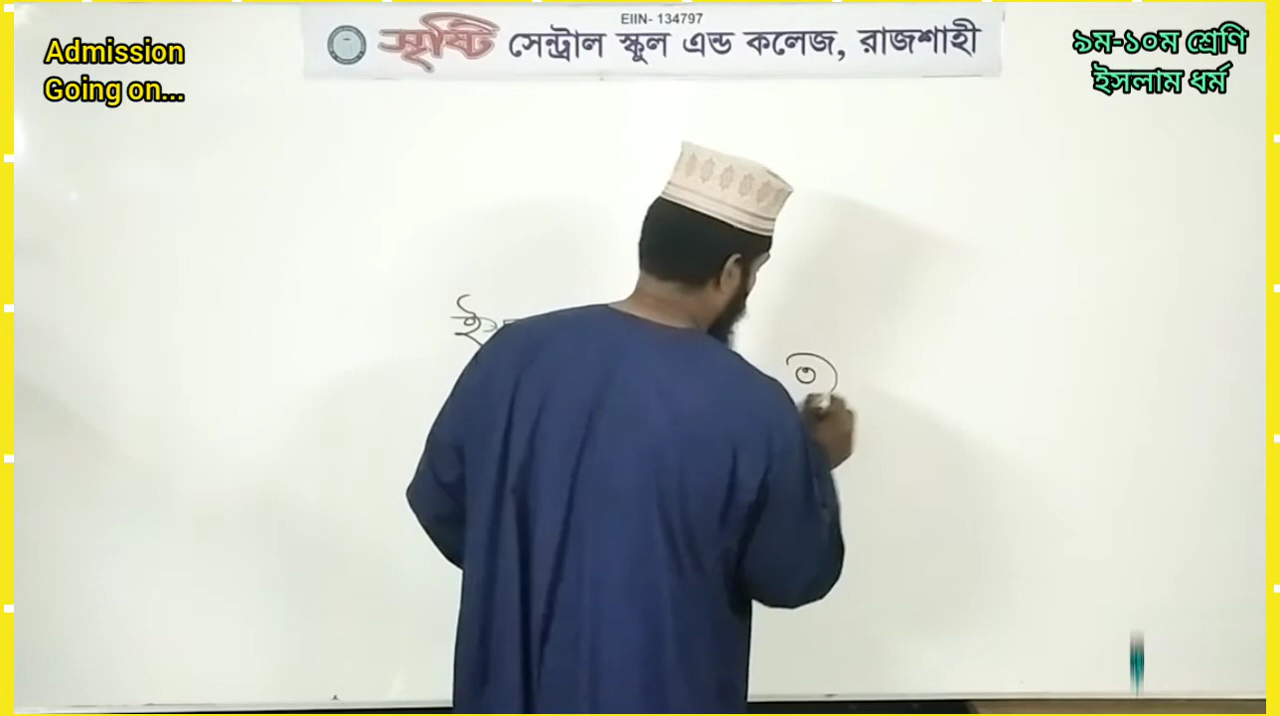 EIIN- 134797
সৃষ্টি সেন্ট্রাল স্কুল এন্ড কলেজ, রাজশাহী
Admission
Going on...
৯ম-১০ম শ্রেণি
ইসলাম ধর্ম